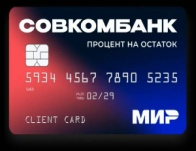 СОВКОМБАНК
ПРОЦЕНТ НА ОСТАТОК
5934 4567 7890 5235
02/29
CLIENT CARD
МИР